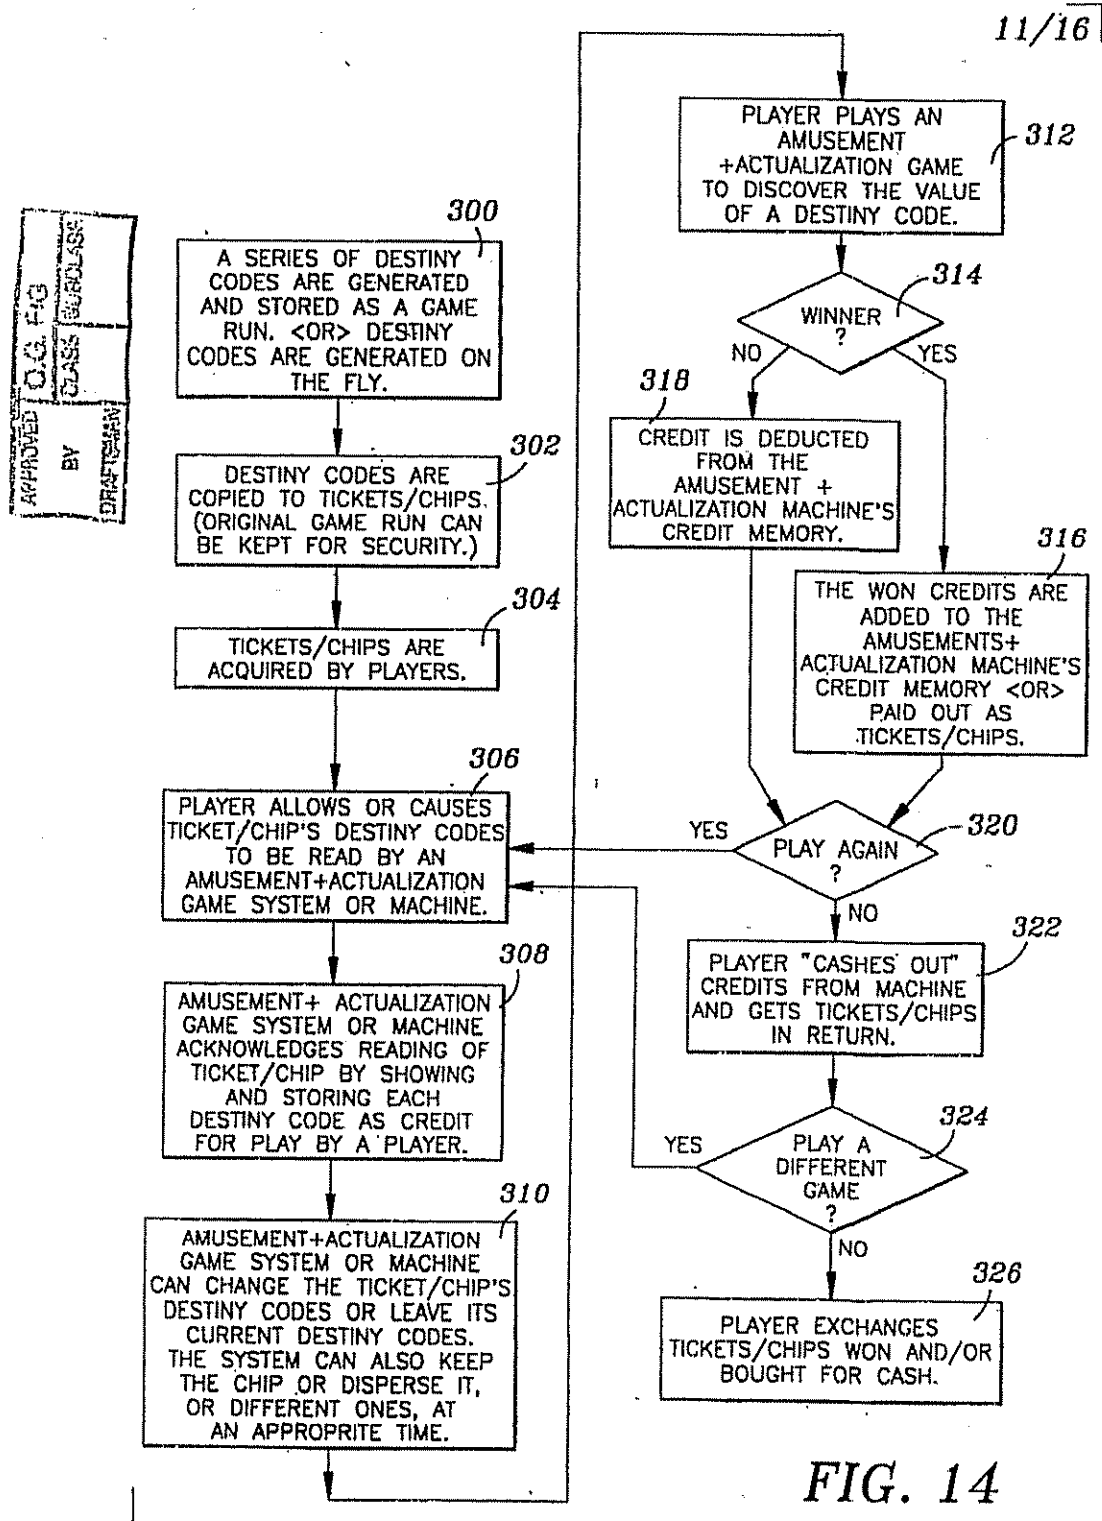 11/16
APPROVED
O.G. FIG
BY
CLASS
SUBCLASS
DRAFTSMAN
300
A SERIES OF DESTINY
CODES ARE GENERATED
AND STORED AS A GAME
RUN. <OR> DESTINY
CODES ARE GENERATED ON
THE FLY.
302
DESTINY CODES ARE
COPIED TO TICKETS/CHIPS.
(ORIGINAL GAME RUN CAN
BE KEPT FOR SECURITY.)
304
TICKETS/CHIPS ARE
ACQUIRED BY PLAYERS.
306
PLAYER ALLOWS OR CAUSES
TICKET/CHIP'S DESTINY CODES
TO BE READ BY AN
AMUSEMENT+ACTUALIZATION
GAME SYSTEM OR MACHINE.
308
AMUSEMENT+ ACTUALIZATION
GAME SYSTEM OR MACHINE
ACKNOWLEDGES READING OF
TICKET/CHIP BY SHOWING
AND STORING EACH
DESTINY CODE AS CREDIT
FOR PLAY BY A PLAYER.
310
AMUSEMENT+ACTUALIZATION
GAME SYSTEM OR MACHINE
CAN CHANGE THE TICKET/CHIP'S
DESTINY CODES OR LEAVE ITS
CURRENT DESTINY CODES.
THE SYSTEM CAN ALSO KEEP
THE CHIP OR DISPERSE IT,
OR DIFFERENT ONES, AT
AN APPROPRITE TIME.
312
PLAYER PLAYS AN
AMUSEMENT
+ACTUALIZATION GAME
TO DISCOVER THE VALUE
OF A DESTINY CODE.
314
WINNER
?
NO
YES
318
CREDIT IS DEDUCTED
FROM THE
AMUSEMENT +
ACTUALIZATION MACHINE'S
CREDIT MEMORY.
316
THE WON CREDITS ARE
ADDED TO THE
AMUSEMENTS+
ACTUALIZATION MACHINE'S
CREDIT MEMORY <OR>
PAID OUT AS
TICKETS/CHIPS.
320
YES
PLAY AGAIN
?
NO
322
PLAYER "CASHES OUT"
CREDITS FROM MACHINE
AND GETS TICKETS/CHIPS
IN RETURN.
324
YES
PLAY A
DIFFERENT
GAME
?
NO
326
PLAYER EXCHANGES
TICKETS/CHIPS WON AND/OR
BOUGHT FOR CASH.
FIG. 14